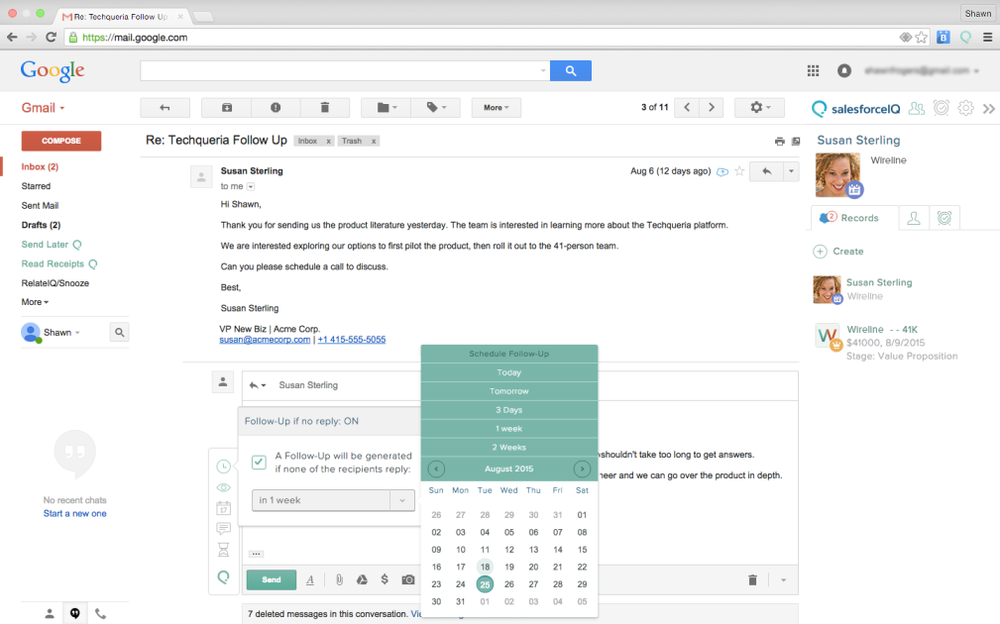 Re: Techqueria Follow Up
Shawn
https://mail.google.com
Google
Gmail
More
3 of 11
salesforceIQ
COMPOSE
Inbox (2)
Starred
Sent Mail
Drafts (2)
Send Later
Read Receipts
RelateIQ/Snooze
More
Shawn
No recent chats
Start a new one
Re: Techqueria Follow Up Inbox x Trash x
Susan Sterling
Aug 6 (12 days ago)
to me
Hi Shawn,
Thank you for sending us the product literature yesterday. The team is interested in learning more about the Techqueria platform.
We are interested exploring our options to first pilot the product, then roll it out to the 41-person team.
Can you please schedule a call to discuss.
Best,
Susan Sterling
VP New Biz | Acme Corp.
susan@acmecorp.com | +1 415-555-5055
Susan Sterling
Follow-Up if no reply: ON
A Follow-Up will be generated
if none of the recipients reply:
in 1 week
17
shouldn't take too long to get answers.
and we can go over the product in depth.
Schedule Follow-Up
Today
Tomorrow
3 Days
1 week
2 Weeks
August 2015
Sun Mon Tue Wed Thu Fri Sat
26 27 28 29 30 31 01
02 03 04 05 06 07 08
09 10 11 12 13 14 15
16 17 18 19 20 21 22
23 24 25 26 27 28 29
30 31 01 02 03 04 05
...
Send
A
$
7 deleted messages in this conversation.
Susan Sterling
Wireline
2
Records
Create
Susan Sterling
Wireline
W
Wireline - - 41K
$41000, 8/9/2015
Stage: Value Proposition